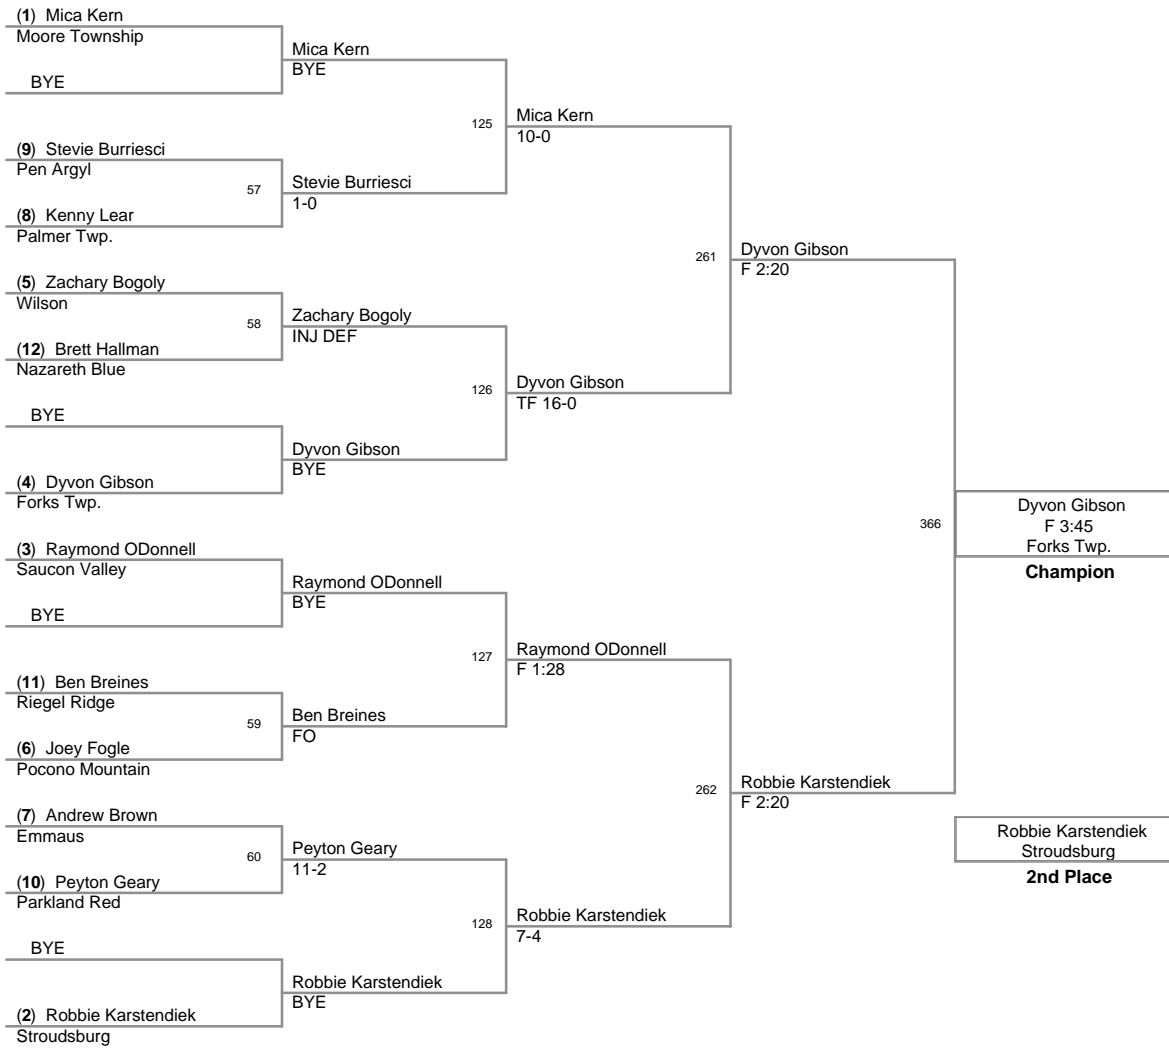 (1) Mica Kern
Moore Township
BYE
(9) Stevie Burriesci
Pen Argyl
57
(8) Kenny Lear
Palmer Twp.
(5) Zachary Bogoly
Wilson
58
(12) Brett Hallman
Nazareth Blue
BYE
(4) Dyvon Gibson
Forks Twp.
(3) Raymond ODonnell
Saucon Valley
BYE
(11) Ben Breines
Riegel Ridge
59
(6) Joey Fogle
Pocono Mountain
(7) Andrew Brown
Emmaus
60
(10) Peyton Geary
Parkland Red
BYE
(2) Robbie Karstendiek
Stroudsburg
Mica Kern
BYE
125
Stevie Burriesci
1-0
Zachary Bogoly
INJ DEF
126
Dyvon Gibson
BYE
Raymond ODonnell
BYE
127
Ben Breines
FO
Peyton Geary
11-2
128
Robbie Karstendiek
BYE
Mica Kern
10-0
261
Dyvon Gibson
TF 16-0
Raymond ODonnell
F 1:28
262
Robbie Karstendiek
7-4
Dyvon Gibson
F 2:20
366
Robbie Karstendiek
F 2:20
Dyvon Gibson
F 3:45
Forks Twp.
Champion
Robbie Karstendiek
Stroudsburg
2nd Place